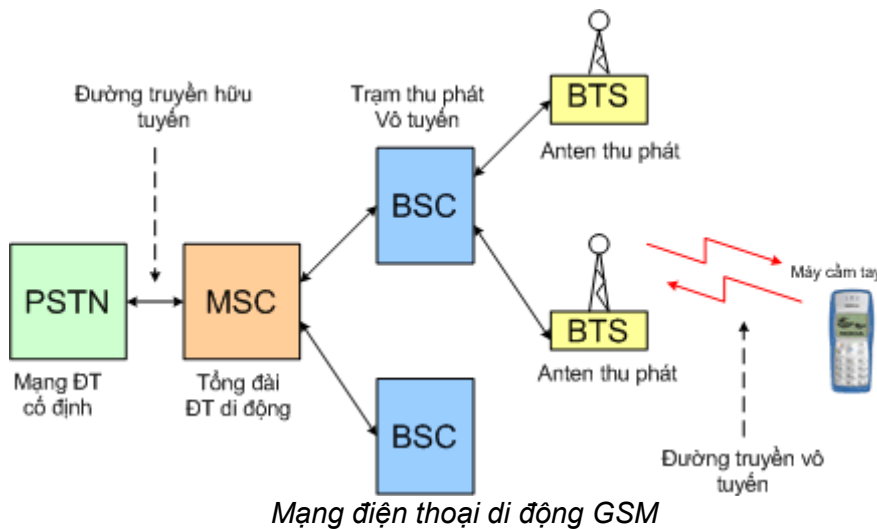 Đường truyền hữu
tuyến
Trạm thu phát
Vô tuyến
BTS
Anten thu phát
BSC
PSTN
MSC
Mạng ĐT
cố định
Tổng đài
ĐT di động
BTS
Anten thu phát
Máy cầm tay
BSC
Đường truyền vô
tuyến
Mạng điện thoại di động GSM